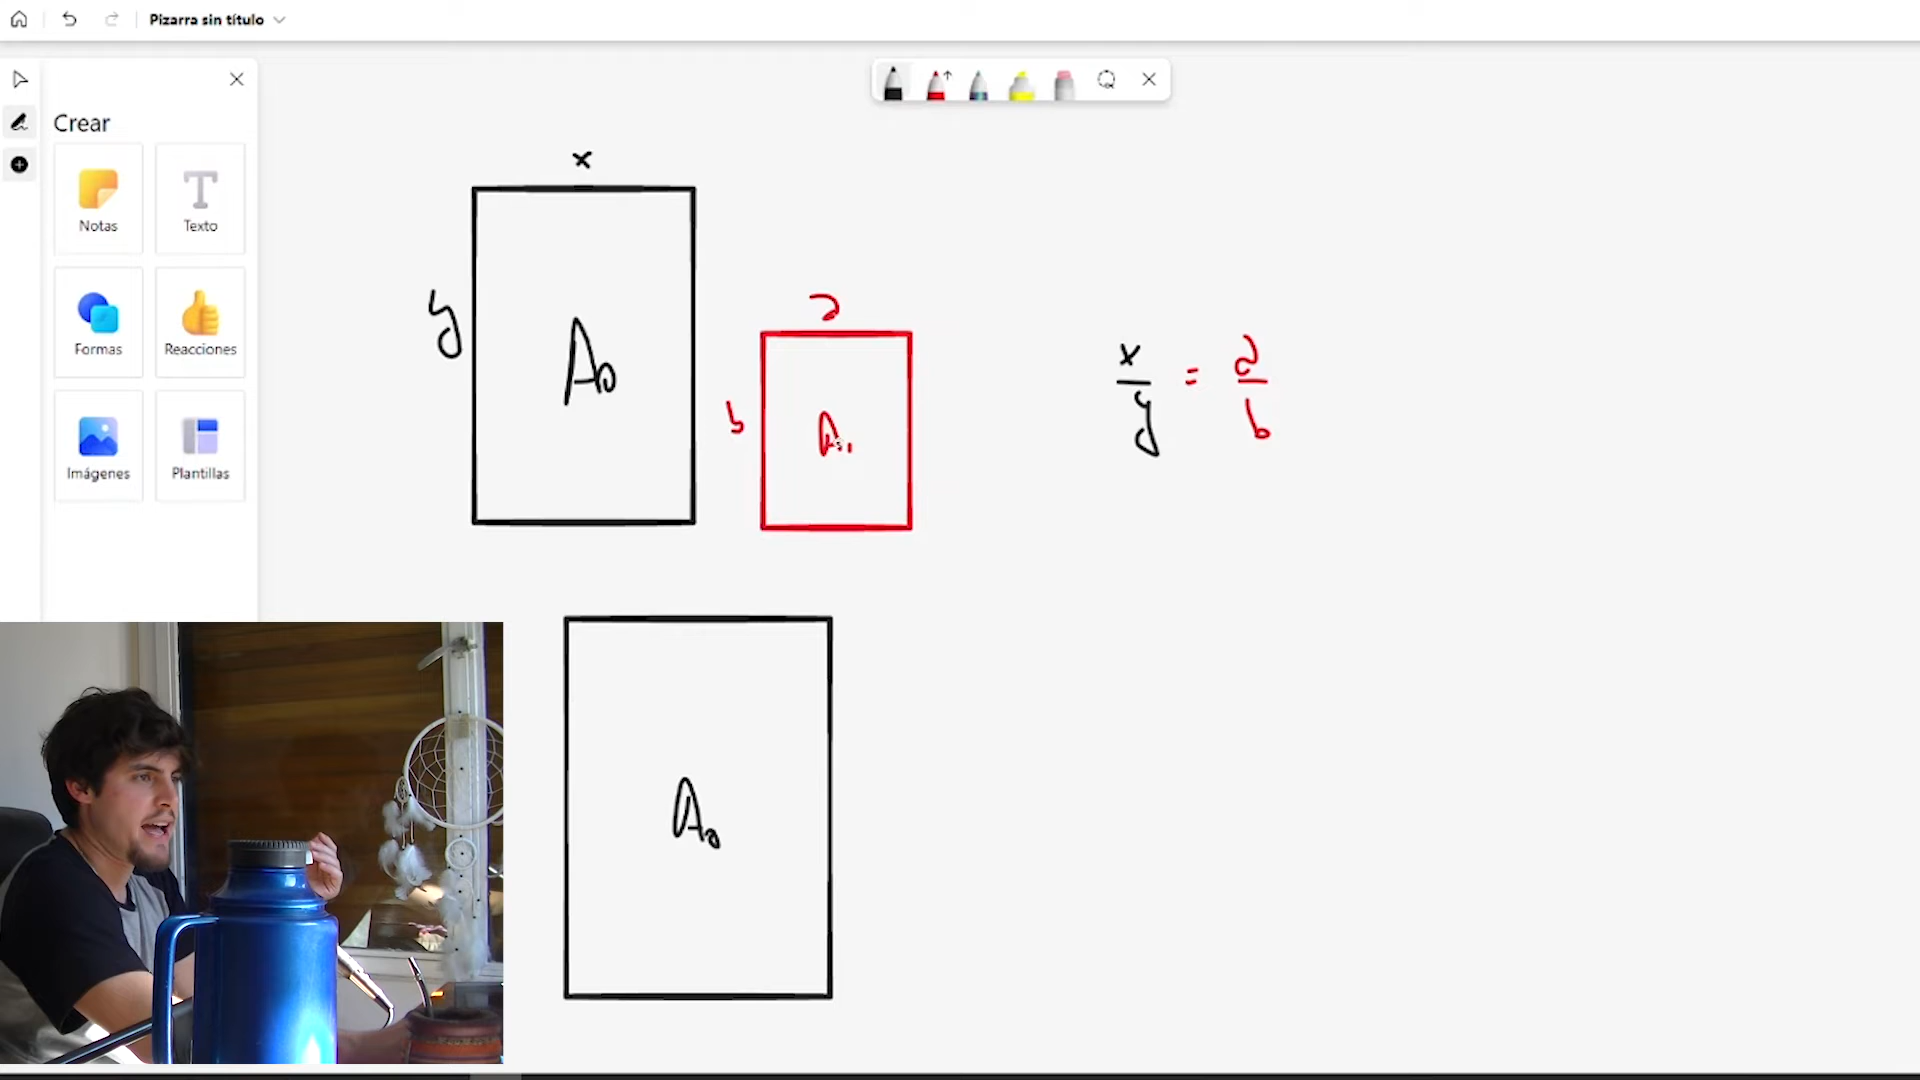 Pizarra sin título
Crear
Notas
Texto
Formas
Reacciones
Imágenes
Plantillas
x
y
A0
a
b
A1
x/y = a/b
A0